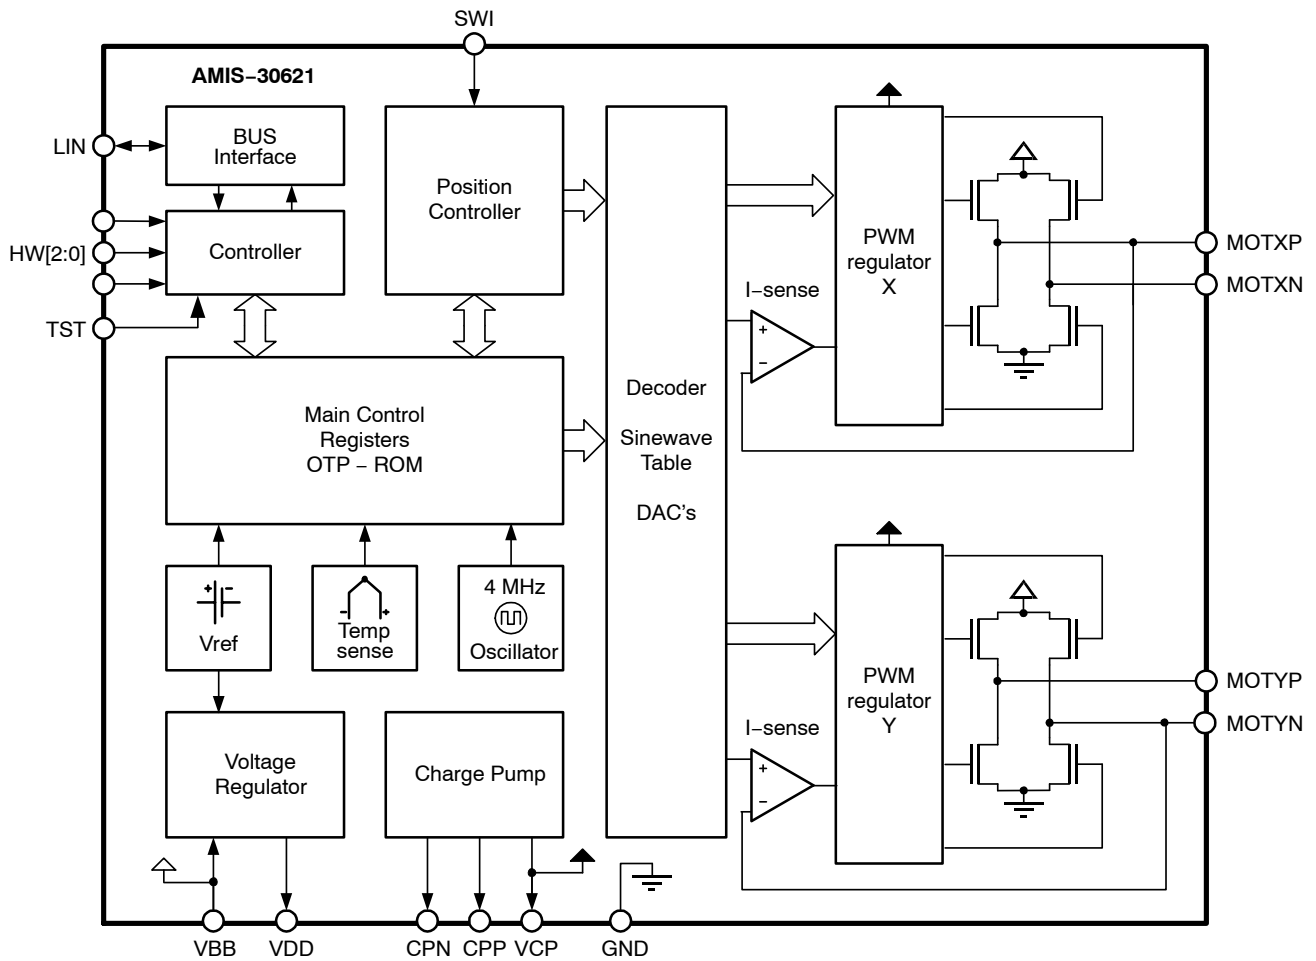 SWI
AMIS–30621
LIN
BUS
Interface
HW[2:0]
Controller
TST
Position
Controller
Main Control
Registers
OTP – ROM
+ –
Vref
– +
Temp
sense
4 MHz
Oscillator
Voltage
Regulator
Charge Pump
Decoder
Sinewave
Table
DAC's
I–sense
+
–
PWM
regulator
X
MOTXP
MOTXN
I–sense
+
–
PWM
regulator
Y
MOTYP
MOTYN
VBB
VDD
CPN
CPP
VCP
GND